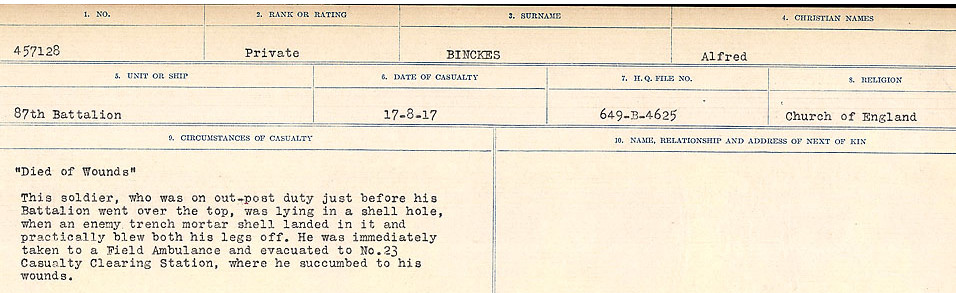 1. NO. 2. RANK OR RATING 3. SURNAME 4. CHRISTIAN NAMES
457128 Private BINCKES Alfred
5. UNIT OR SHIP 6. DATE OF CASUALTY 7. H.Q. FILE NO. 8. RELIGION
87th Battalion 17-8-17 649-B-4625 Church of England
9. CIRCUMSTANCES OF CASUALTY 10. NAME, RELATIONSHIP AND ADDRESS OF NEXT OF KIN
"Died of Wounds"
This soldier, who was on out-post duty just before his
Battalion went over the top, was lying in a shell hole,
when an enemy trench mortar shell landed in it and
practically blew both his legs off. He was immediately
taken to a Field Ambulance and evacuated to No.23
Casualty Clearing Station, where he succumbed to his
wounds.